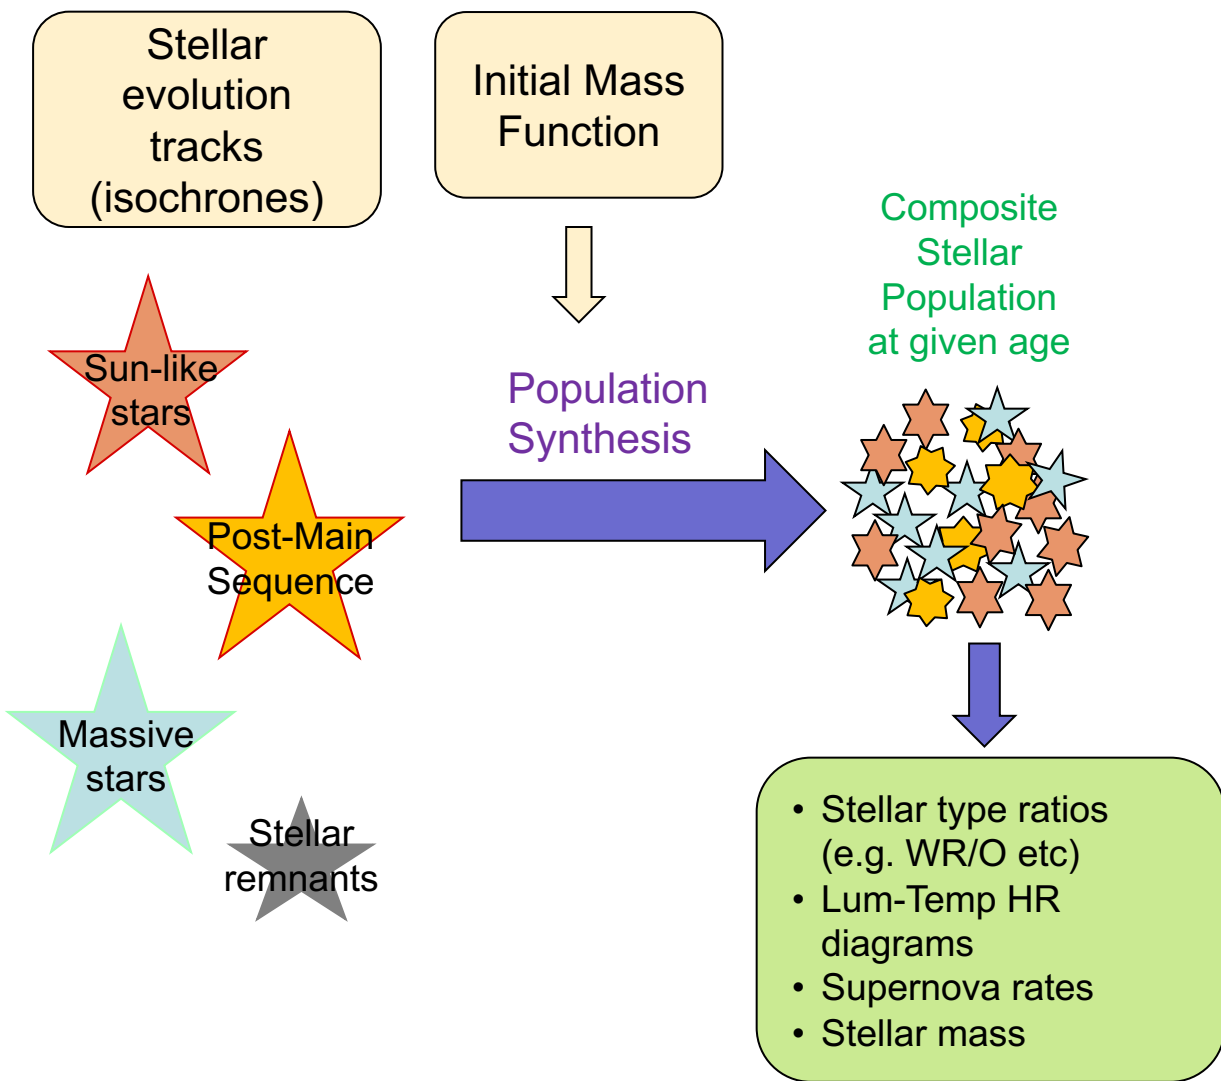 Stellar
evolution
tracks
(isochrones)
Initial Mass
Function
Sun-like
stars
Post-Main
Sequence
Massive
stars
Stellar
remnants
Population
Synthesis
Composite
Stellar
Population
at given age
• Stellar type ratios
(e.g. WR/O etc)
• Lum-Temp HR
diagrams
• Supernova rates
• Stellar mass